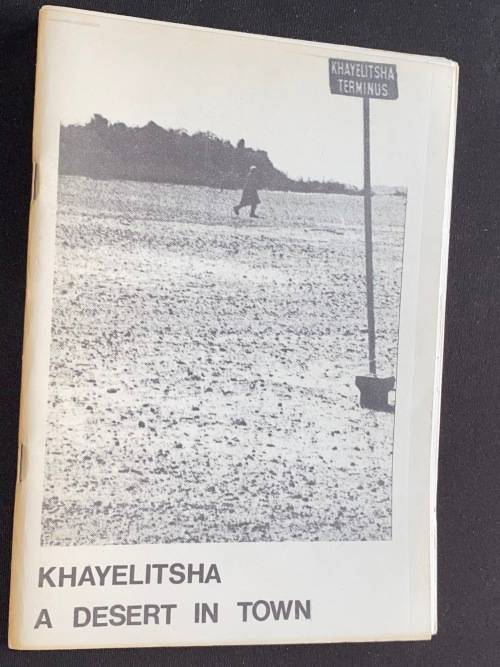 KHAYELITSHA
TERMINUS
KHAYELITSHA
A DESERT IN TOWN